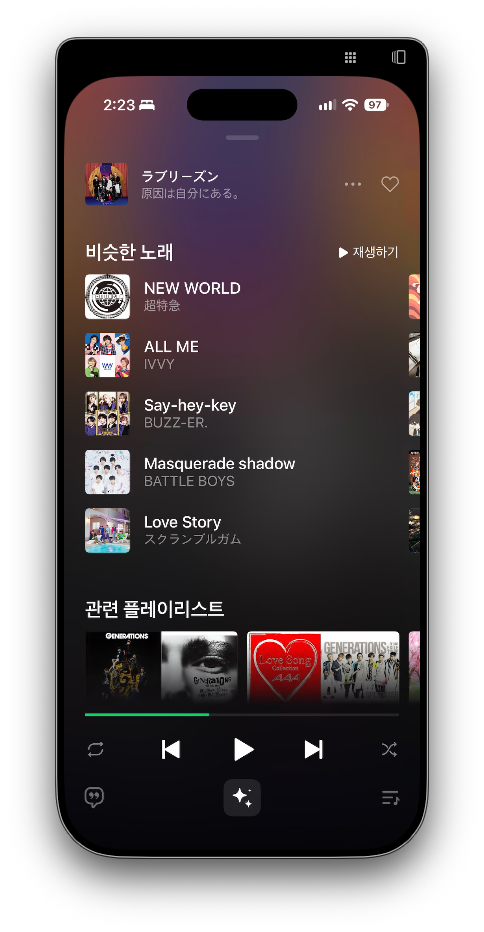 2:23
97
ラブリーズン
原因は自分にある。
비슷한 노래
재생하기
NEW WORLD
超特急
ALL ME
IVVY
Say-hey-key
BUZZ-ER.
Masquerade shadow
BATTLE BOYS
Love Story
スクランブルガム
관련 플레이리스트
GENERATIONS
GENERATIONS
Love Song
Collection
AAA
GENERATIONS